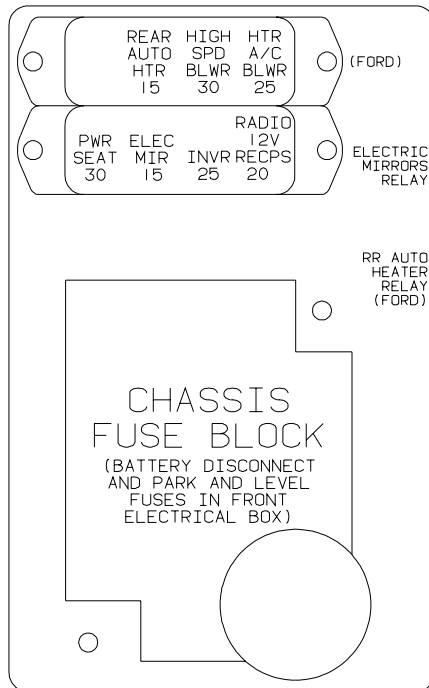 REAR HIGH HTR
AUTO SPD A/C
HTR BLWR BLWR
15 30 25
(FORD)
RADIO
PWR ELEC 12V
SEAT MIR INVR RECPS
30 15 25 20
ELECTRIC
MIRRORS
RELAY
RR AUTO
HEATER
RELAY
(FORD)
CHASSIS
FUSE BLOCK
(BATTERY DISCONNECT
AND PARK AND LEVEL
FUSES IN FRONT
ELECTRICAL BOX)